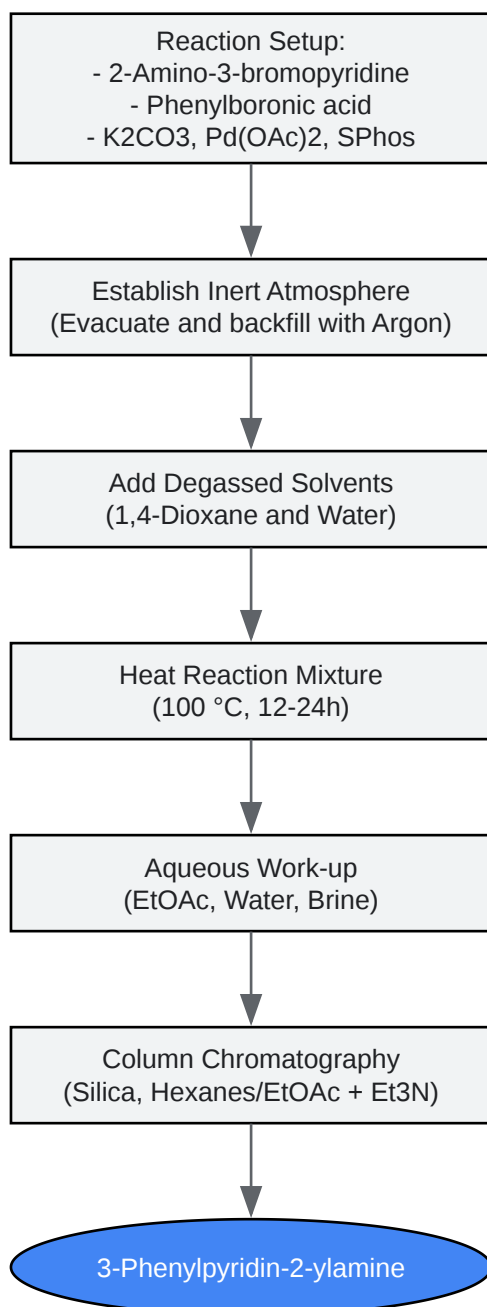 Reaction Setup:
- 2-Amino-3-bromopyridine
- Phenylboronic acid
- K2CO3, Pd(OAc)2, SPhos
Establish Inert Atmosphere
(Evacuate and backfill with Argon)
Add Degassed Solvents
(1,4-Dioxane and Water)
Heat Reaction Mixture
(100 °C, 12-24h)
Aqueous Work-up
(EtOAc, Water, Brine)
Column Chromatography
(Silica, Hexanes/EtOAc + Et3N)
3-Phenylpyridin-2-ylamine